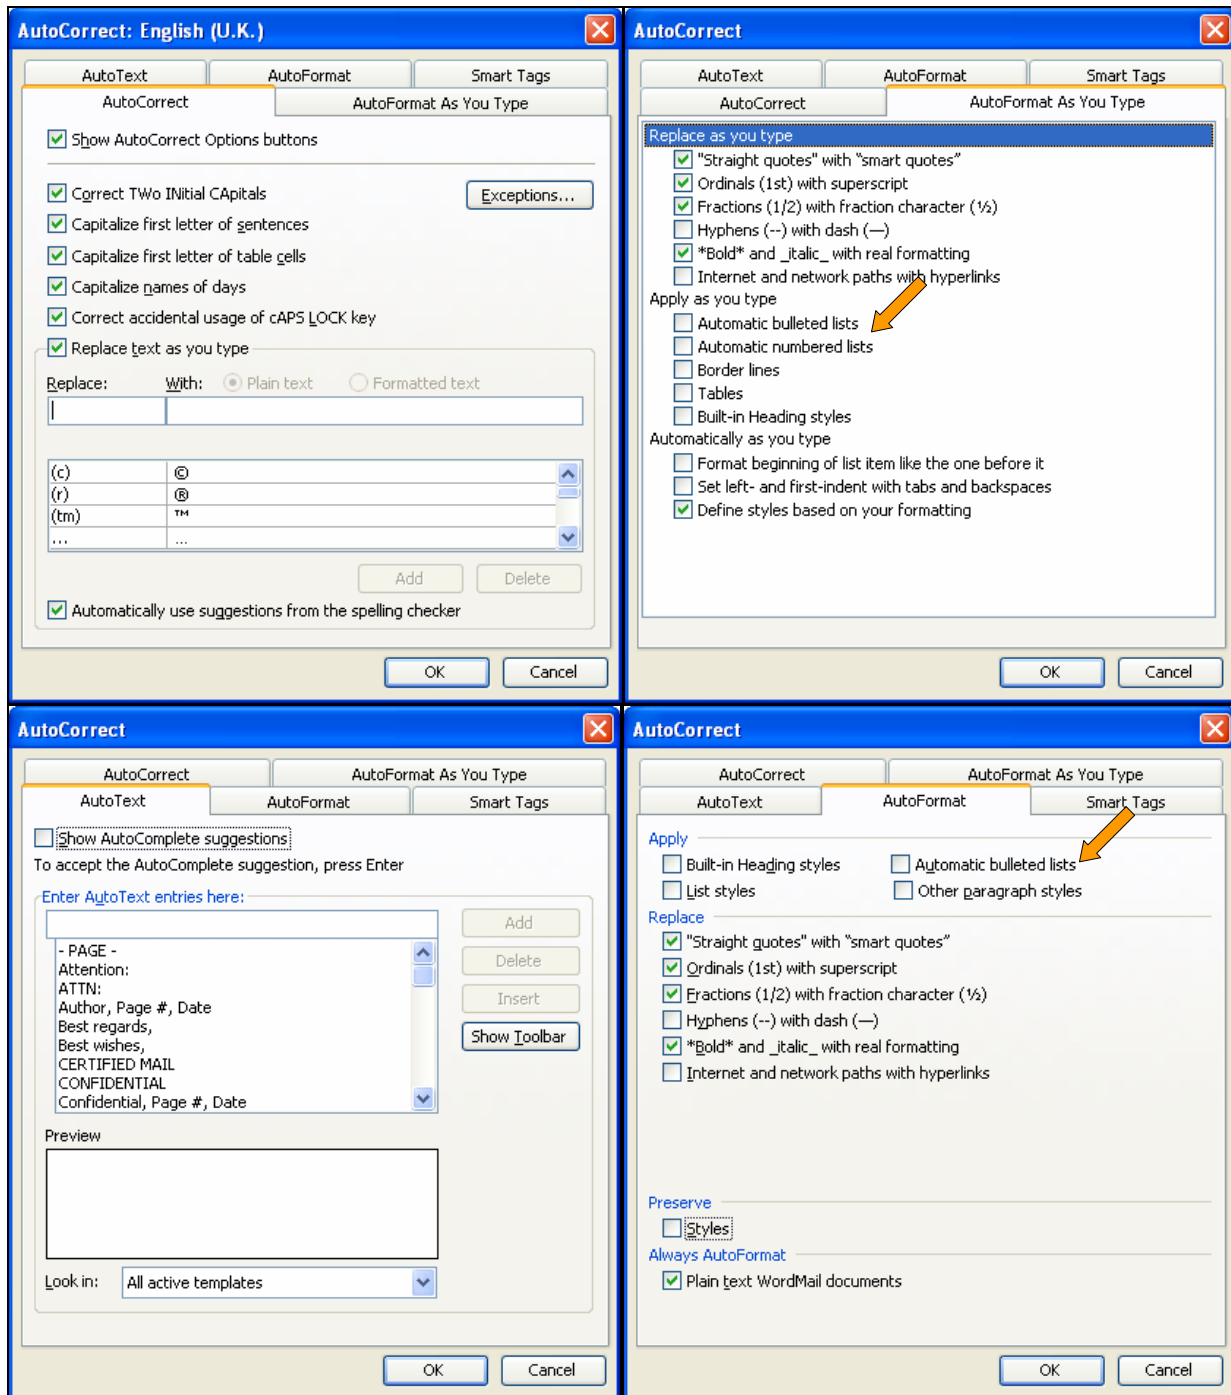 AutoCorrect: English (U.K.)
AutoText AutoFormat Smart Tags
AutoCorrect AutoFormat As You Type
Show AutoCorrect Options buttons
Correct TWo INitial CApitals Exceptions...
Capitalize first letter of sentences
Capitalize first letter of table cells
Capitalize names of days
Correct accidental usage of cAPS LOCK key
Replace text as you type
Replace: With: Plain text Formatted text
(c) ©
(r) ®
(tm) ™
... ...
Add Delete
Automatically use suggestions from the spelling checker
OK Cancel
AutoCorrect
AutoText AutoFormat Smart Tags
AutoCorrect AutoFormat As You Type
Replace as you type
"Straight quotes" with “smart quotes”
Ordinals (1st) with superscript
Fractions (1/2) with fraction character (½)
Hyphens (--) with dash (—)
*Bold* and _italic_ with real formatting
Internet and network paths with hyperlinks
Apply as you type
Automatic bulleted lists
Automatic numbered lists
Border lines
Tables
Built-in Heading styles
Automatically as you type
Format beginning of list item like the one before it
Set left- and first-indent with tabs and backspaces
Define styles based on your formatting
OK Cancel
AutoCorrect
AutoCorrect AutoFormat As You Type
AutoText AutoFormat Smart Tags
Show AutoComplete suggestions
To accept the AutoComplete suggestion, press Enter
Enter AutoText entries here:
Add
- PAGE -
Attention:
Delete
ATTN:
Author, Page #, Date
Insert
Best regards,
Best wishes,
Show Toolbar
CERTIFIED MAIL
CONFIDENTIAL
Confidential, Page #, Date
Preview
Look in: All active templates
OK Cancel
AutoCorrect
AutoCorrect AutoFormat As You Type
AutoText AutoFormat Smart Tags
Apply
Built-in Heading styles Automatic bulleted lists
List styles Other paragraph styles
Replace
"Straight quotes" with “smart quotes”
Ordinals (1st) with superscript
Fractions (1/2) with fraction character (½)
Hyphens (--) with dash (—)
*Bold* and _italic_ with real formatting
Internet and network paths with hyperlinks
Preserve
Styles
Always AutoFormat
Plain text WordMail documents
OK Cancel